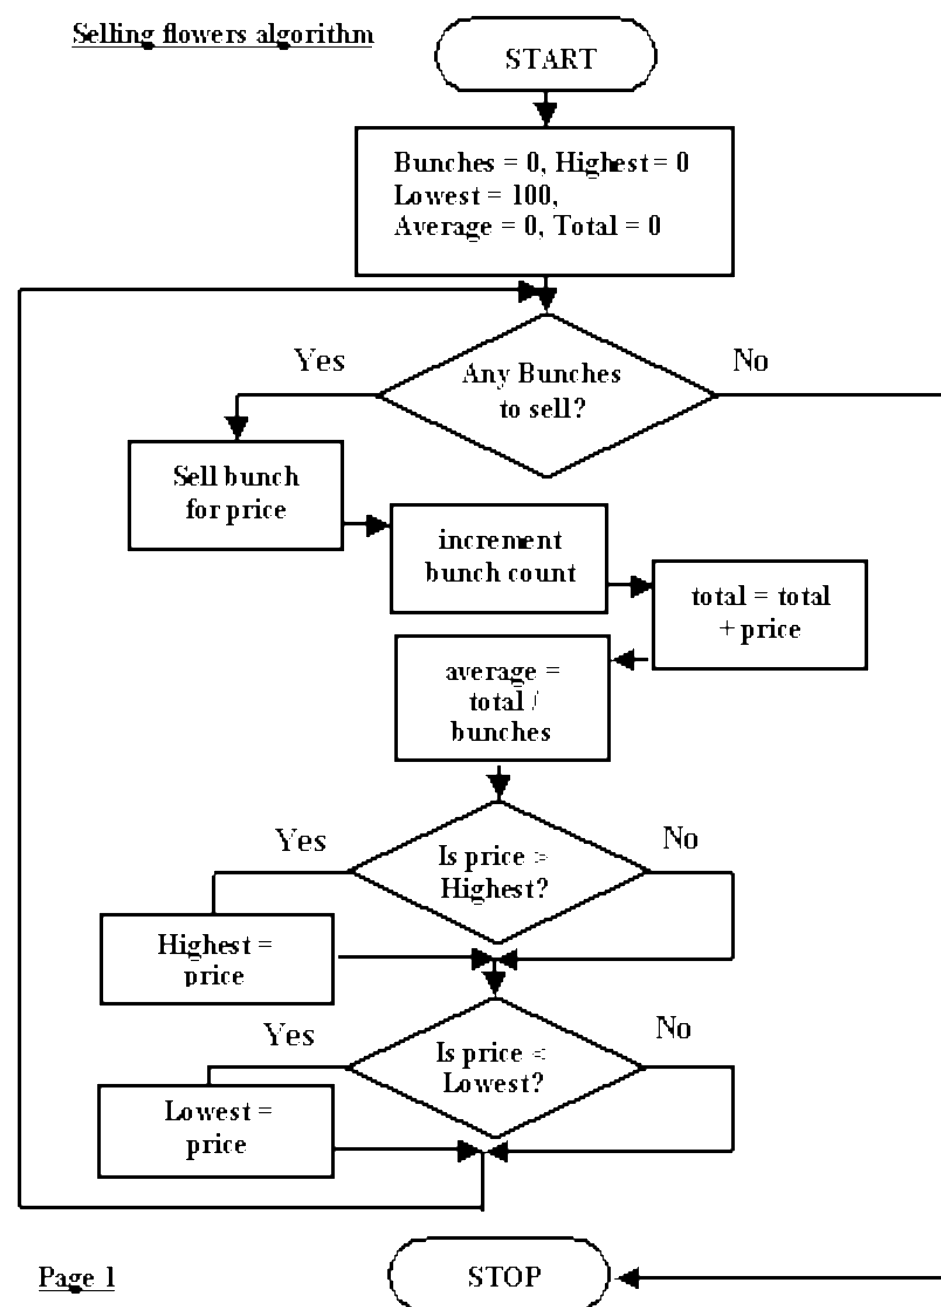 Selling flowers algorithm
START
Bunches = 0, Highest = 0
Lowest = 100,
Average = 0, Total = 0
Any Bunches
to sell?
Yes
No
Sell bunch
for price
increment
bunch count
total = total
+ price
average =
total /
bunches
Is price >
Highest?
Yes
No
Highest =
price
Is price <
Lowest?
Yes
No
Lowest =
price
STOP
Page 1